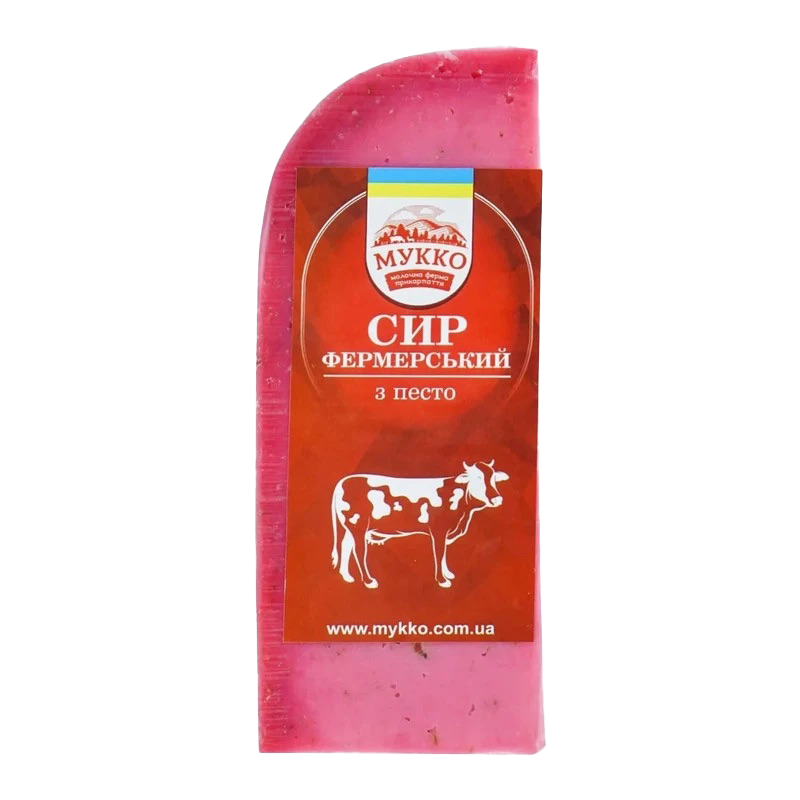 МУККО
молочна ферма
прикарпаття
СИР
ФЕРМЕРСЬКИЙ
з песто
www.mykko.com.ua